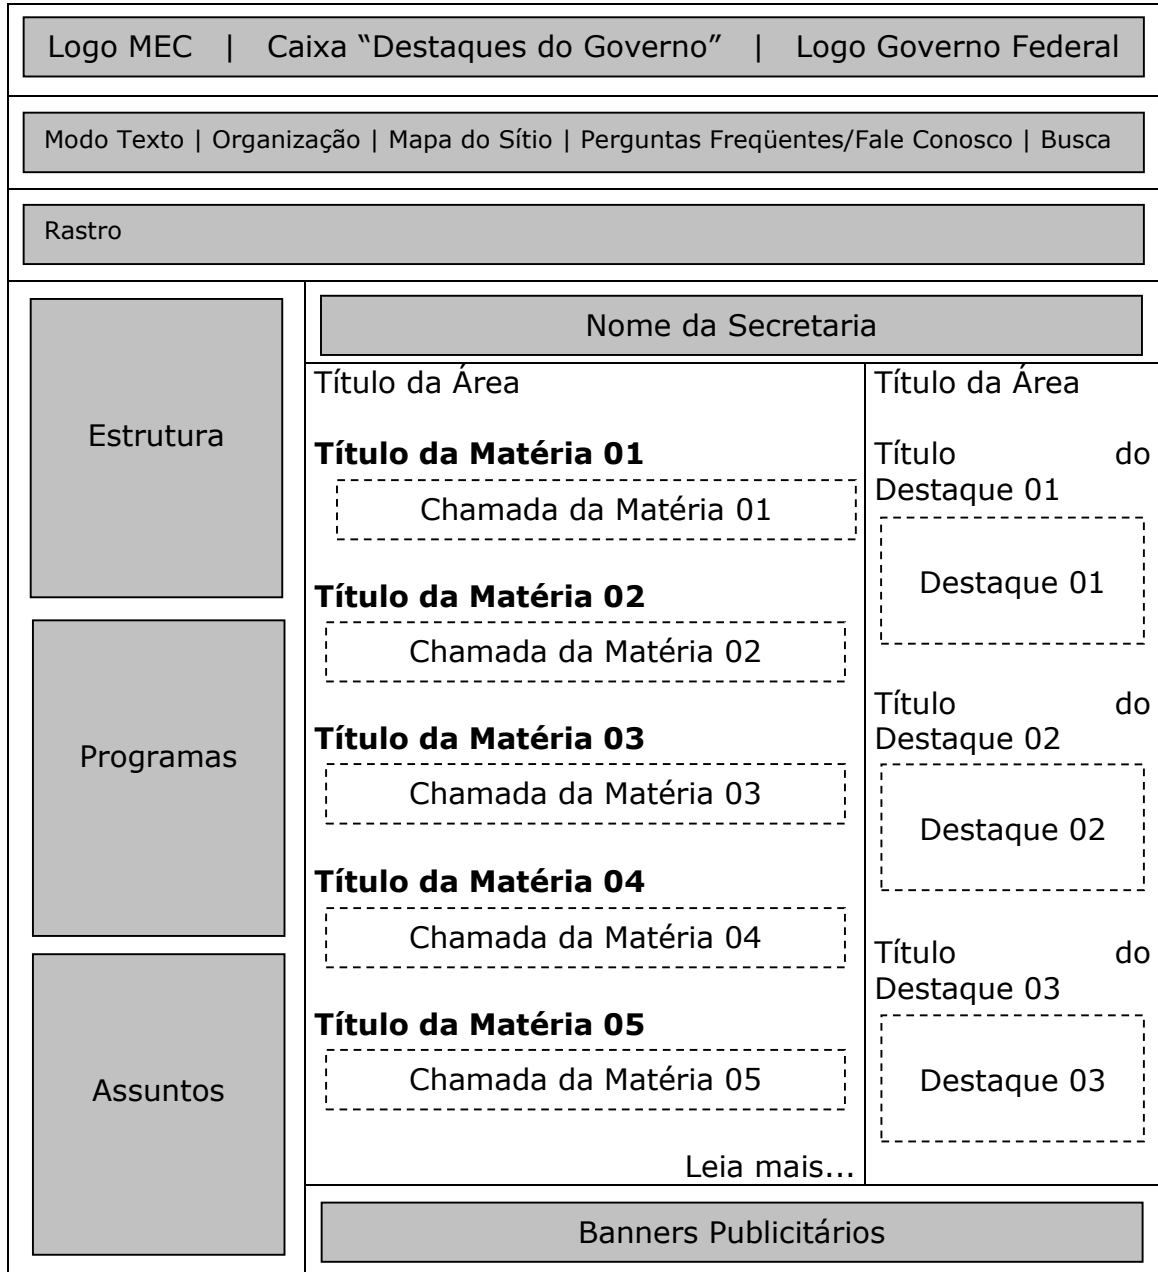 Logo MEC | Caixa “Destaques do Governo” | Logo Governo Federal
Modo Texto | Organização | Mapa do Sítio | Perguntas Freqüentes/Fale Conosco | Busca
Rastro
Estrutura
Programas
Assuntos
Nome da Secretaria
Título da Área
Título da Matéria 01
Chamada da Matéria 01
Título da Matéria 02
Chamada da Matéria 02
Título da Matéria 03
Chamada da Matéria 03
Título da Matéria 04
Chamada da Matéria 04
Título da Matéria 05
Chamada da Matéria 05
Leia mais...
Título da Área
Título do
Destaque 01
Destaque 01
Título do
Destaque 02
Destaque 02
Título do
Destaque 03
Destaque 03
Banners Publicitários